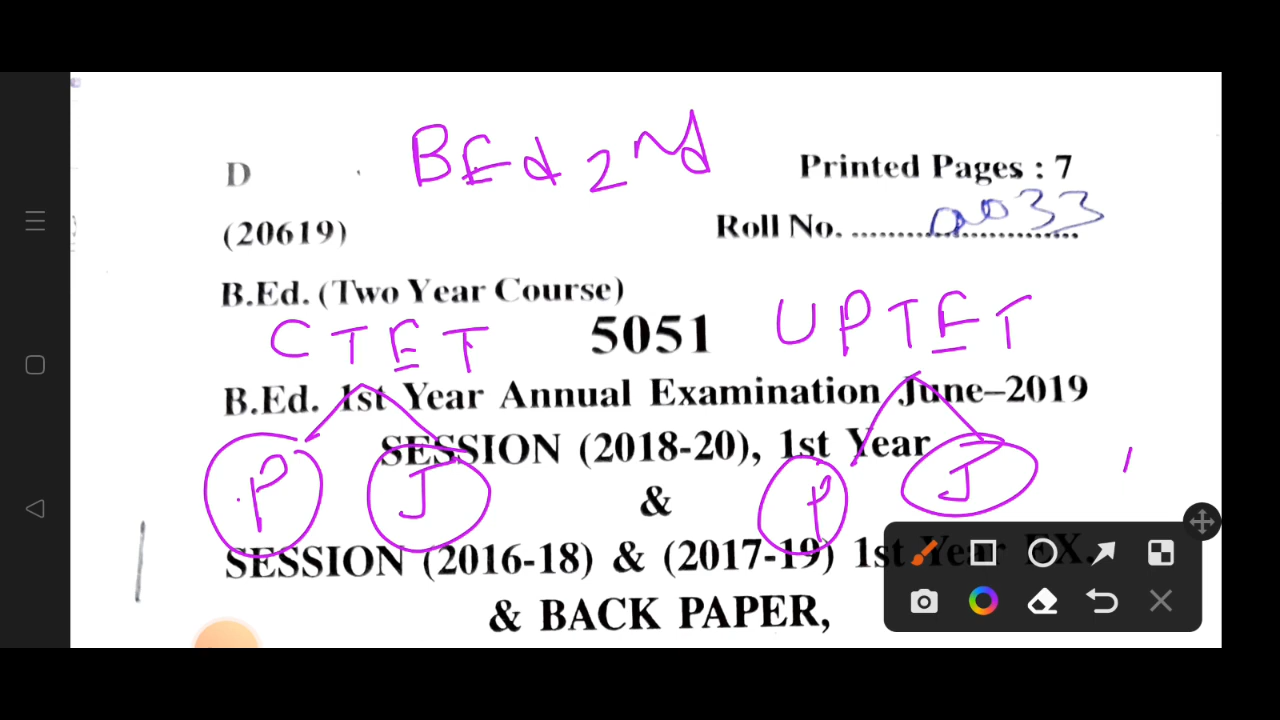 BEd 2nd
D
Printed Pages : 7
(20619)
Roll No. ............................
B.Ed. (Two Year Course)
CTET 5051 UPTET
B.Ed. 1st Year Annual Examination June–2019
SESSION (2018-20), 1st Year
P J P J
&
SESSION (2016-18) & (2017-19) 1st Year EX.
& BACK PAPER,